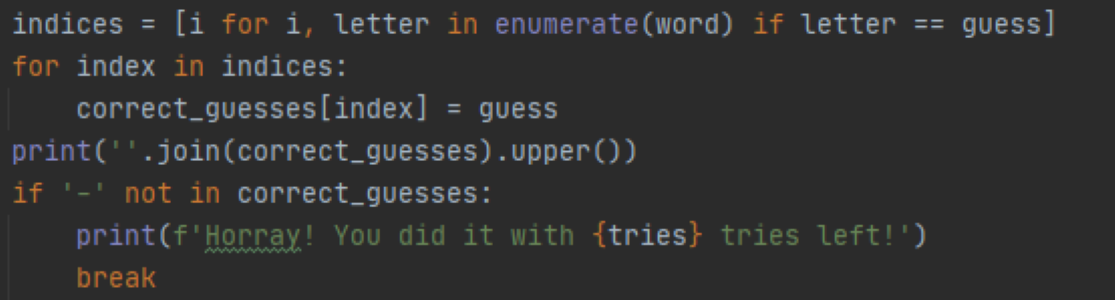 indices = [i for i, letter in enumerate(word) if letter == guess]
for index in indices:
    correct_guesses[index] = guess
print(''.join(correct_guesses).upper())
if '-' not in correct_guesses:
    print(f'Horray! You did it with {tries} tries left!')
    break